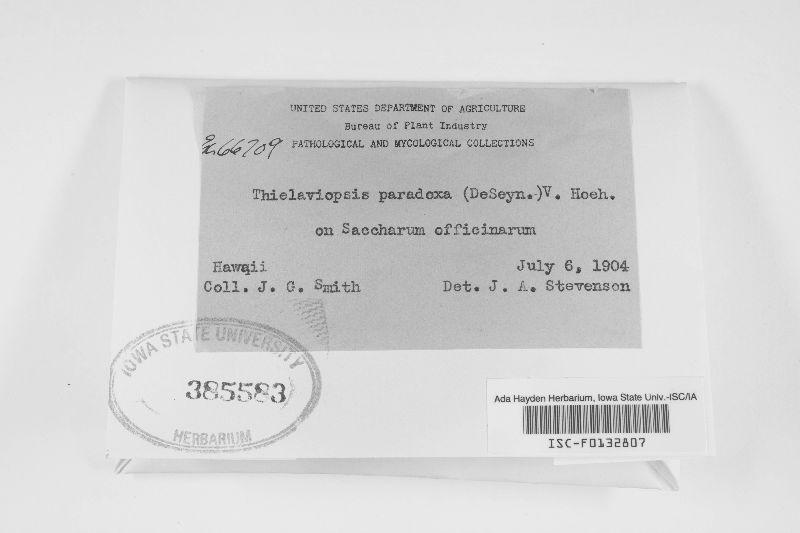 UNITED STATES DEPARTMENT OF AGRICULTURE
Bureau of Plant Industry
66709 PATHOLOGICAL AND MYCOLOGICAL COLLECTIONS
Thielaviopsis paradoxa (DeSeyn.)V. Hoeh.
on Saccharum officinarum
Hawaii July 6, 1904
Coll. J. G. Smith Det. J. A. Stevenson
IOWA STATE UNIVERSITY
385583
HERBARIUM
Ada Hayden Herbarium, Iowa State Univ.-ISC/IA
ISC-F0132807